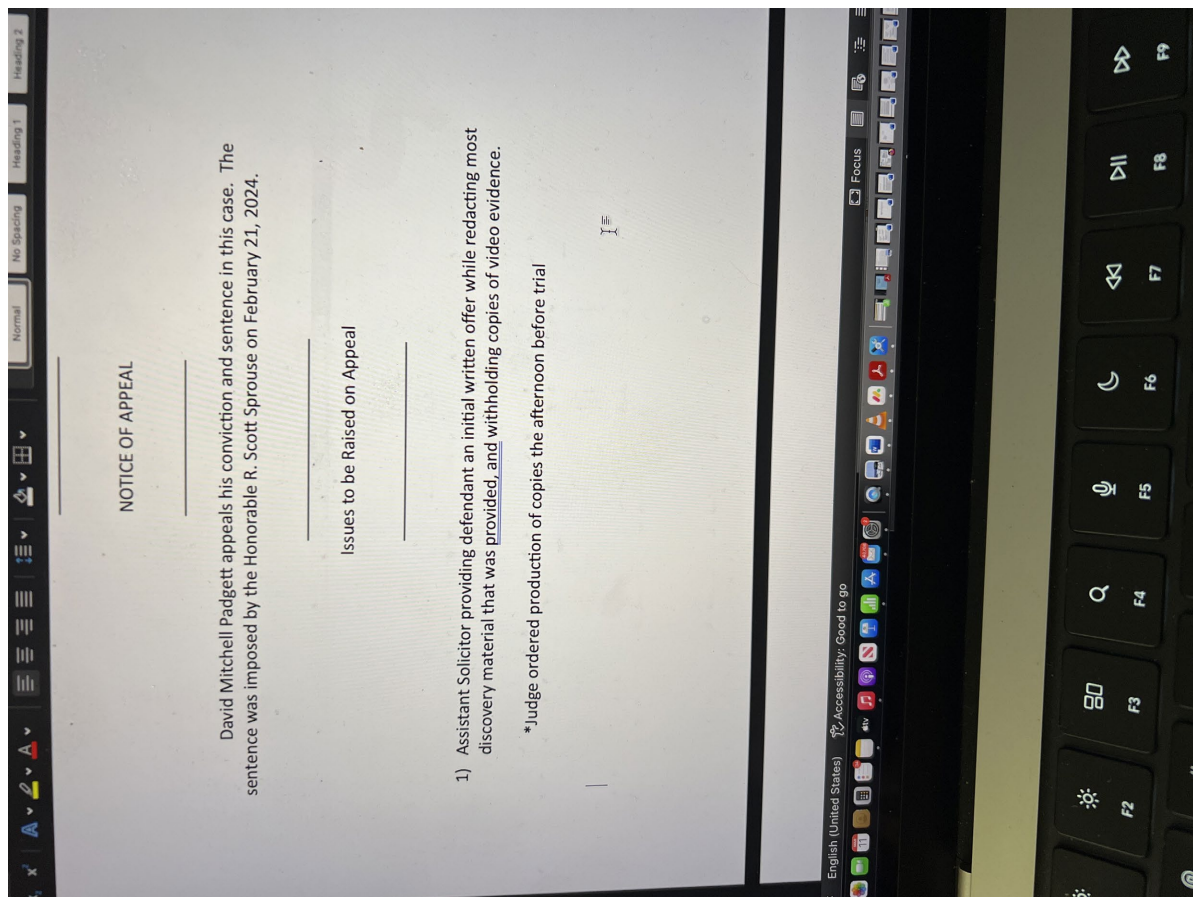 Normal
No Spacing
Heading 1
Heading 2
NOTICE OF APPEAL
David Mitchell Padgett appeals his conviction and sentence in this case. The
sentence was imposed by the Honorable R. Scott Sprouse on February 21, 2024.
Issues to be Raised on Appeal
1) Assistant Solicitor providing defendant an initial written offer while redacting most
discovery material that was provided, and withholding copies of video evidence.
*Judge ordered production of copies the afternoon before trial
English (United States)
Accessibility: Good to go
Focus
tv
11
F2
F3
F4
F5
F6
F7
F8
F9